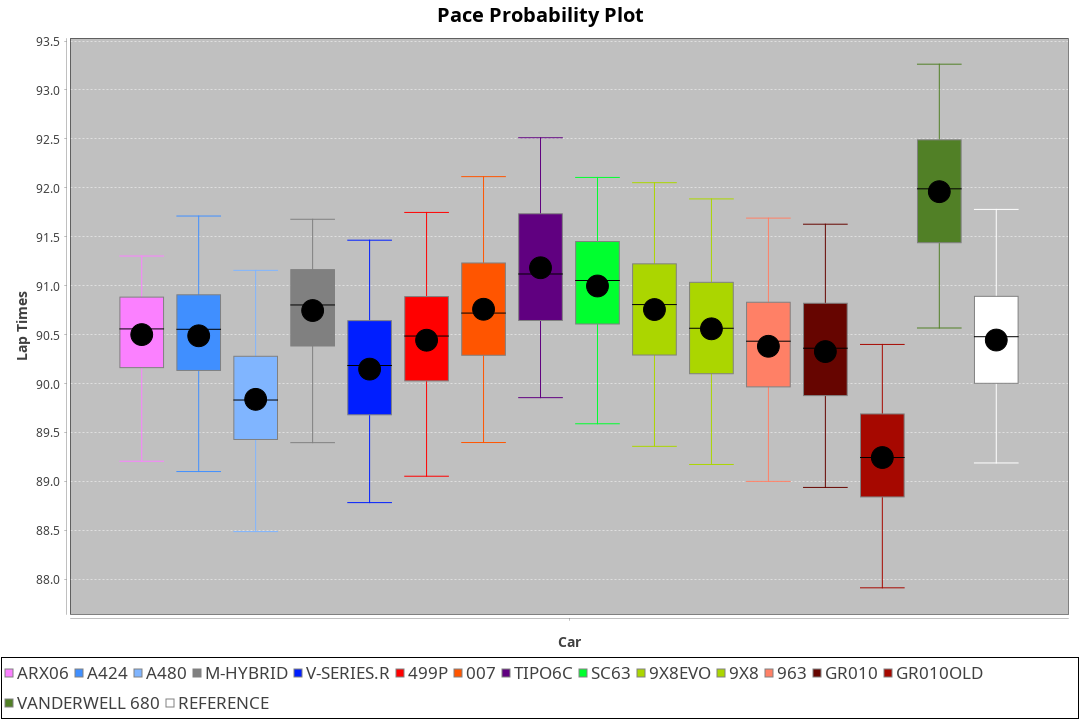 Pace Probability Plot
93.5
93.0
92.5
92.0
91.5
91.0
90.5
90.0
89.5
89.0
88.5
88.0
Lap Times
Car
ARX06 A424 A480 M-HYBRID V-SERIES.R 499P 007 TIPO6C SC63 9X8EVO 9X8 963 GR010 GR010OLD
VANDERWELL 680 REFERENCE